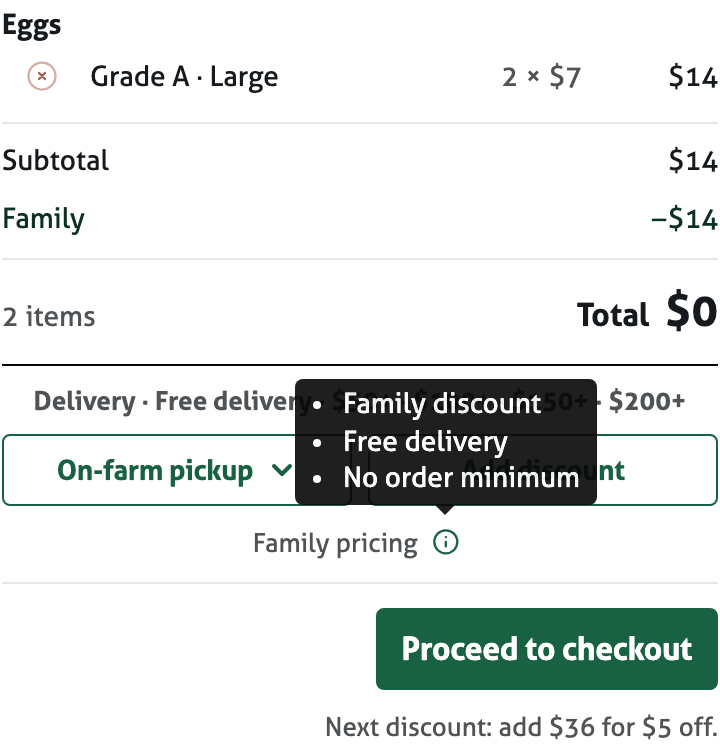 Eggs
Grade A · Large 2 × $7 $14
Subtotal $14
Family –$14
2 items Total $0
Delivery · Free delivery · $200+
• Family discount
• Free delivery
• No order minimum
On-farm pickup Add discount
Family pricing
Proceed to checkout
Next discount: add $36 for $5 off.